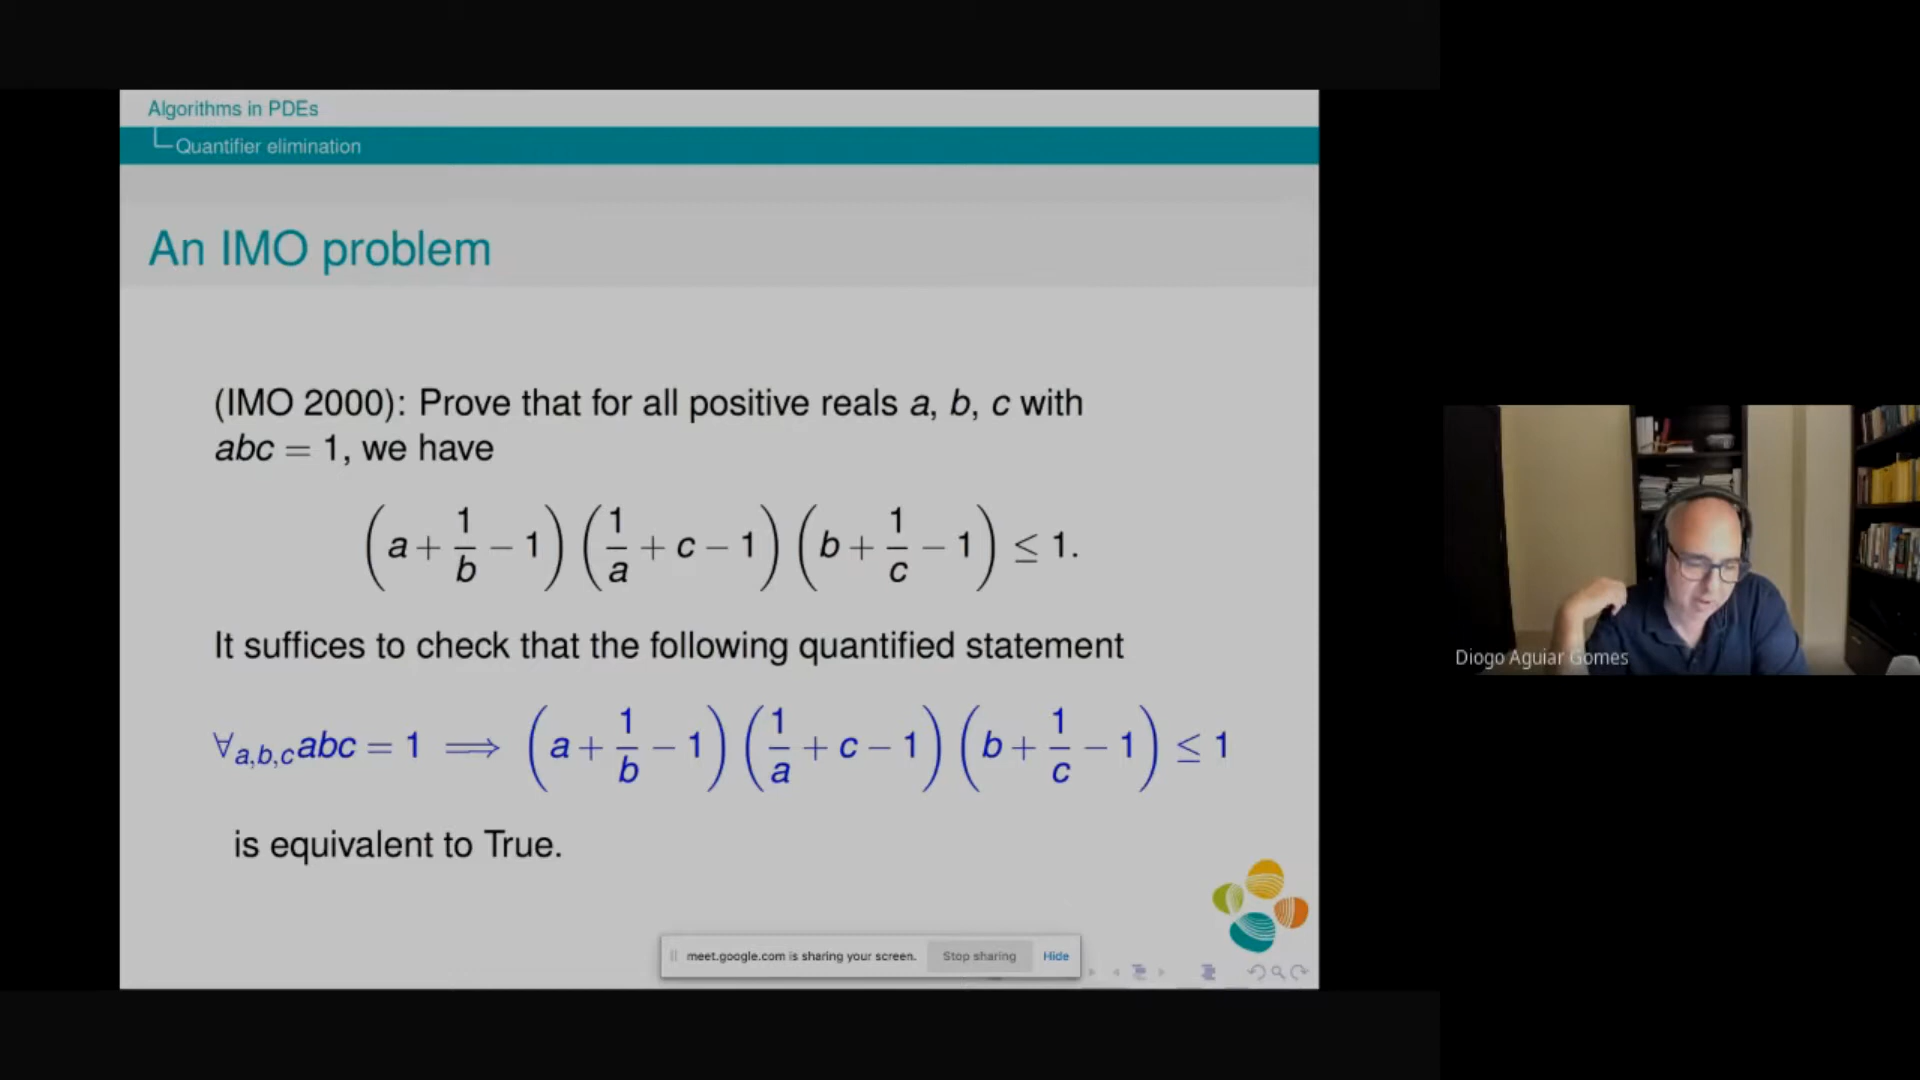 Algorithms in PDEs
Quantifier elimination
An IMO problem
(IMO 2000): Prove that for all positive reals a, b, c with
abc = 1, we have
(a + 1/b − 1) (1/a + c − 1) (b + 1/c − 1) ≤ 1.
It suffices to check that the following quantified statement
∀a,b,c abc = 1 ⟹ (a + 1/b − 1) (1/a + c − 1) (b + 1/c − 1) ≤ 1
is equivalent to True.
meet.google.com is sharing your screen. Stop sharing Hide
Diogo Aguiar Gomes